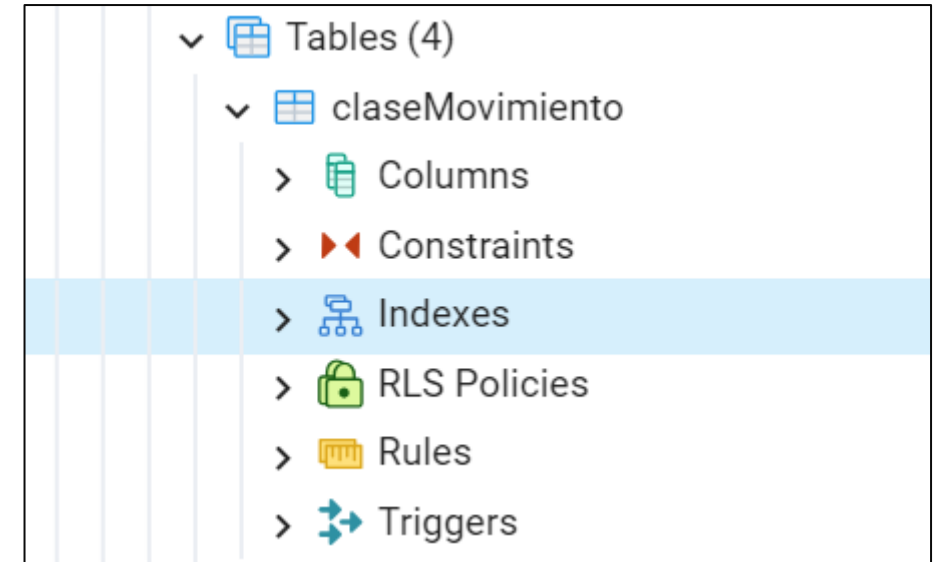 Tables (4)
claseMovimiento
Columns
Constraints
Indexes
RLS Policies
Rules
Triggers